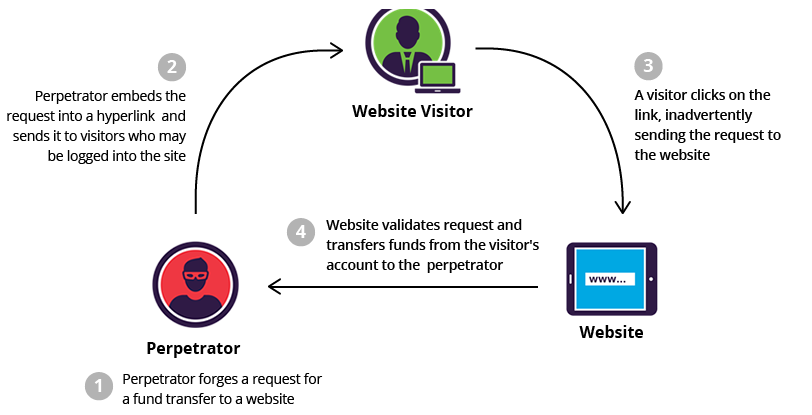 2
Perpetrator embeds the
request into a hyperlink and
sends it to visitors who may
be logged into the site
Website Visitor
3
A visitor clicks on the
link, inadvertently
sending the request to
the website
4
Website validates request and
transfers funds from the visitor's
account to the perpetrator
www...
Website
Perpetrator
1
Perpetrator forges a request for
a fund transfer to a website